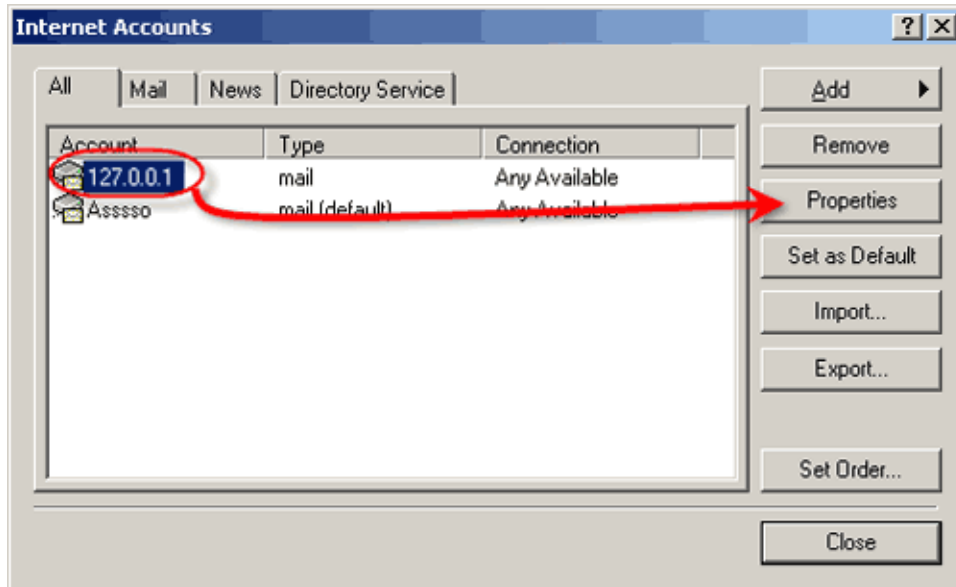 Internet Accounts
All Mail News Directory Service
Account Type Connection
127.0.0.1 mail Any Available
Asssso mail (default) Any Available
Add
Remove
Properties
Set as Default
Import...
Export...
Set Order...
Close